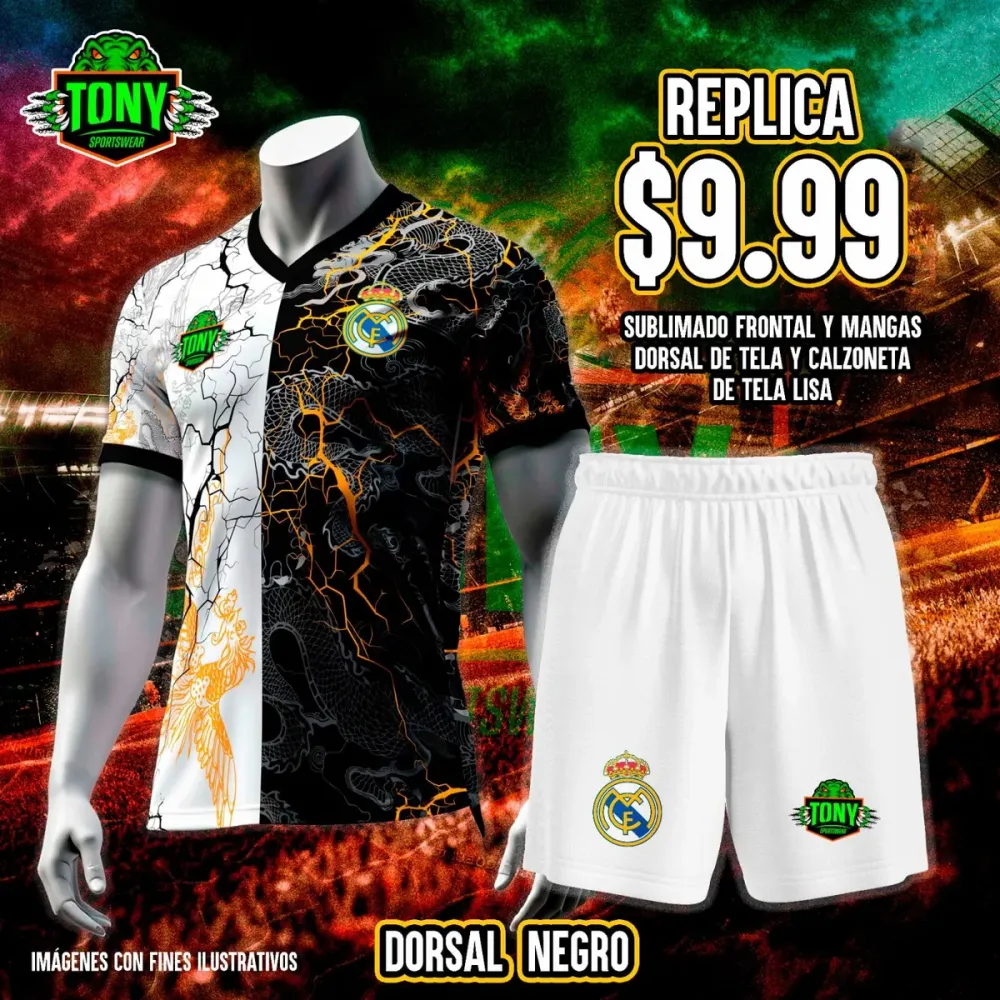 TONY
SPORTSWEAR
REPLICA
$9.99
SUBLIMADO FRONTAL Y MANGAS
DORSAL DE TELA Y CALZONETA
DE TELA LISA
TONY
TONY
SPORTSWEAR
DORSAL NEGRO
IMÁGENES CON FINES ILUSTRATIVOS